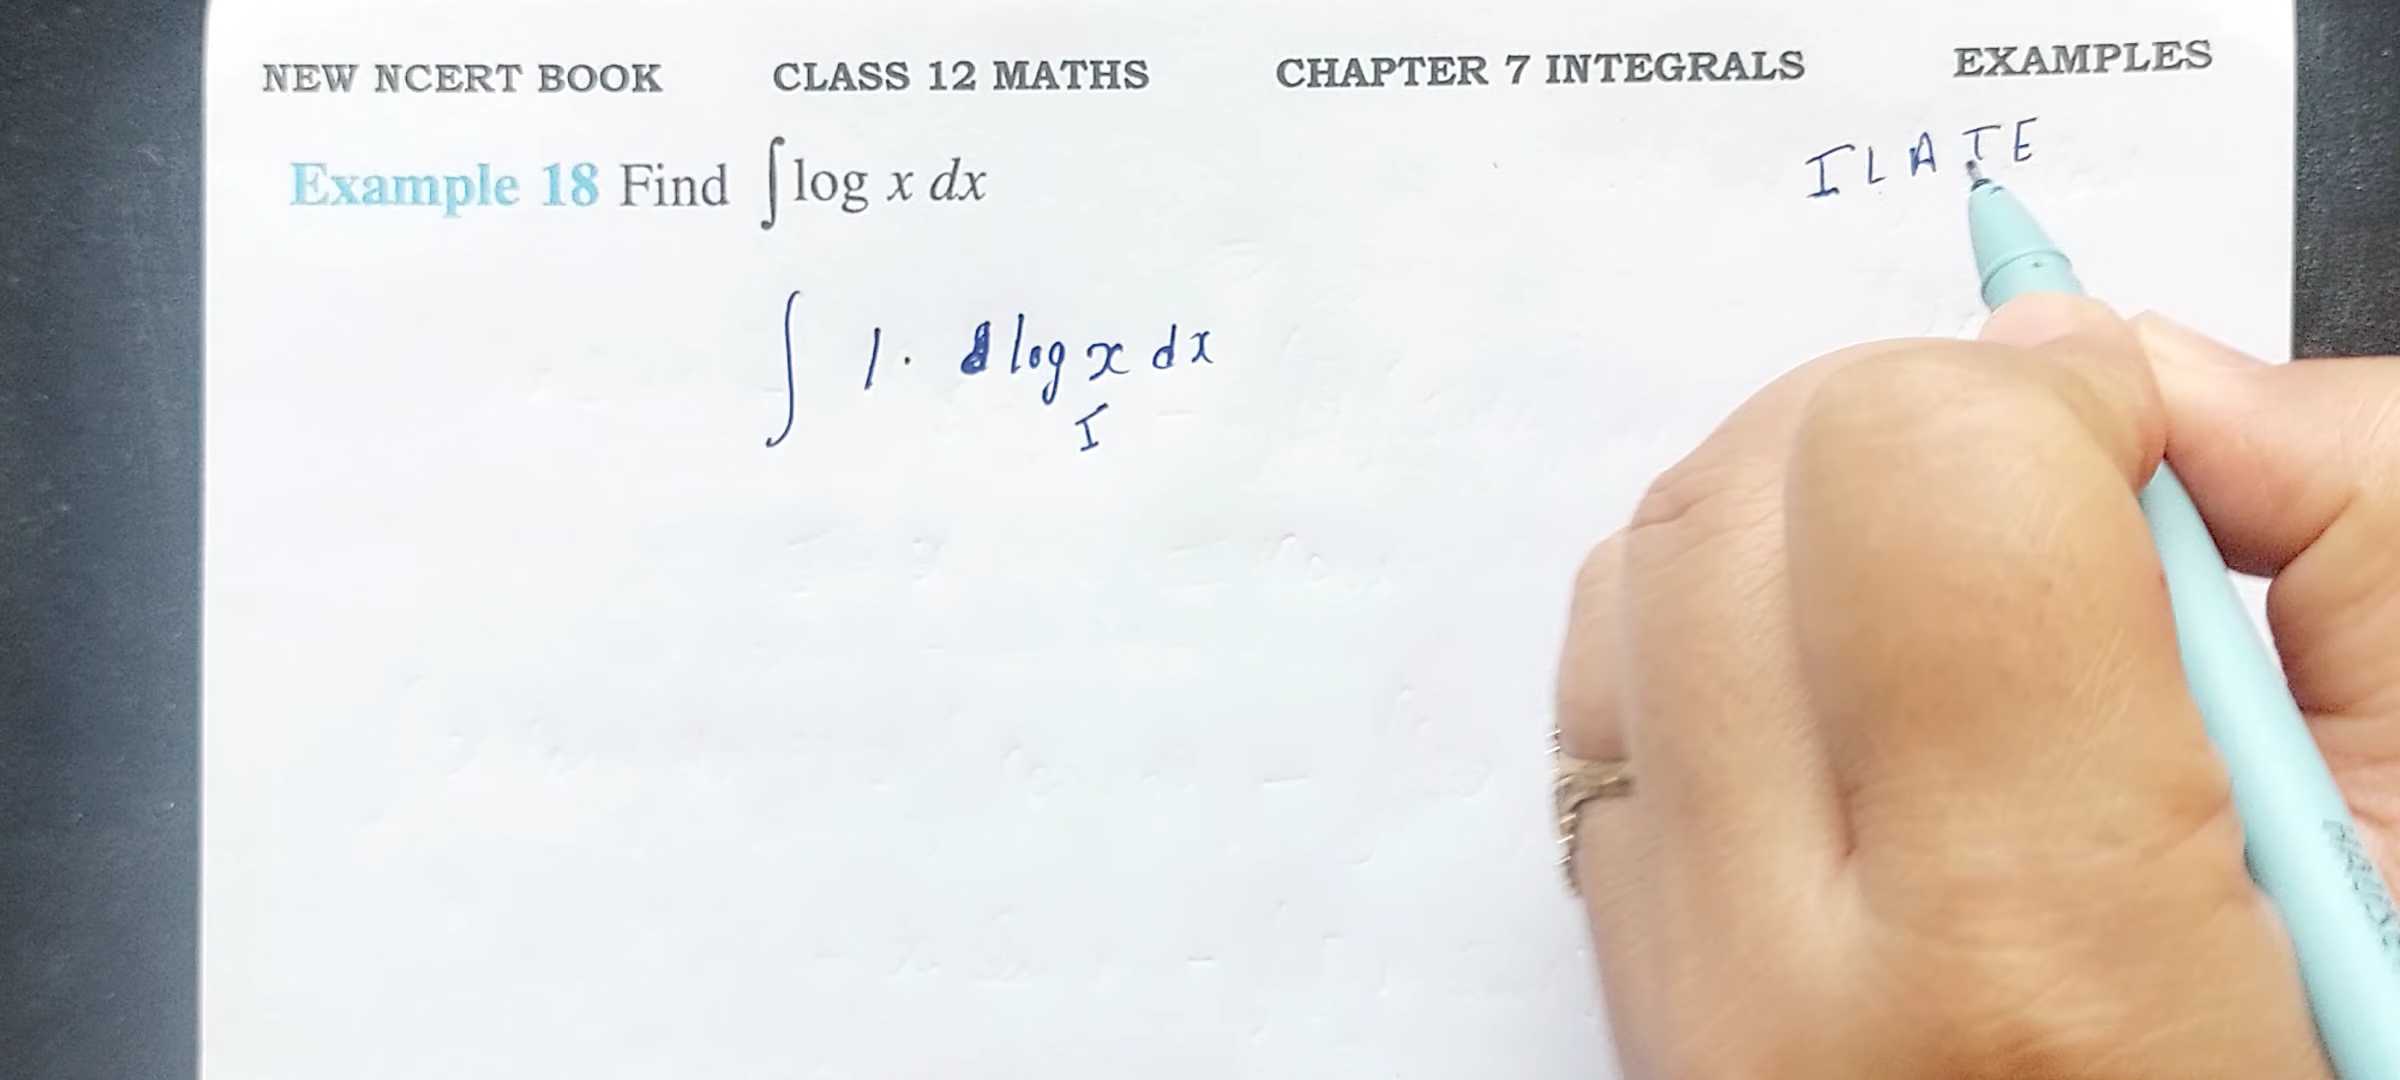 NEW NCERT BOOK CLASS 12 MATHS CHAPTER 7 INTEGRALS EXAMPLES
I L A T E
Example 18 Find ∫ log x dx
∫ 1 · log x dx
I